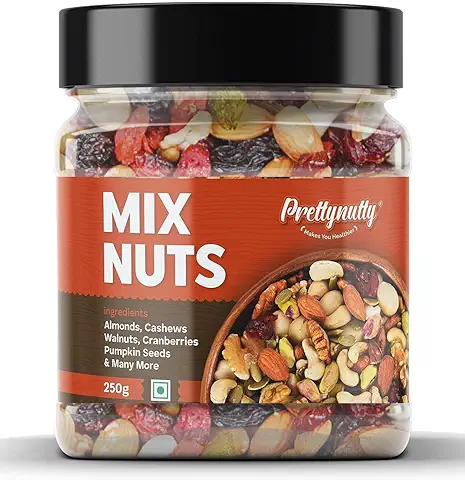 Prettynutty®
Makes You Healthier
MIX
NUTS
ingredients
Almonds, Cashews
Walnuts, Cranberries
Pumpkin Seeds
& Many More
250g